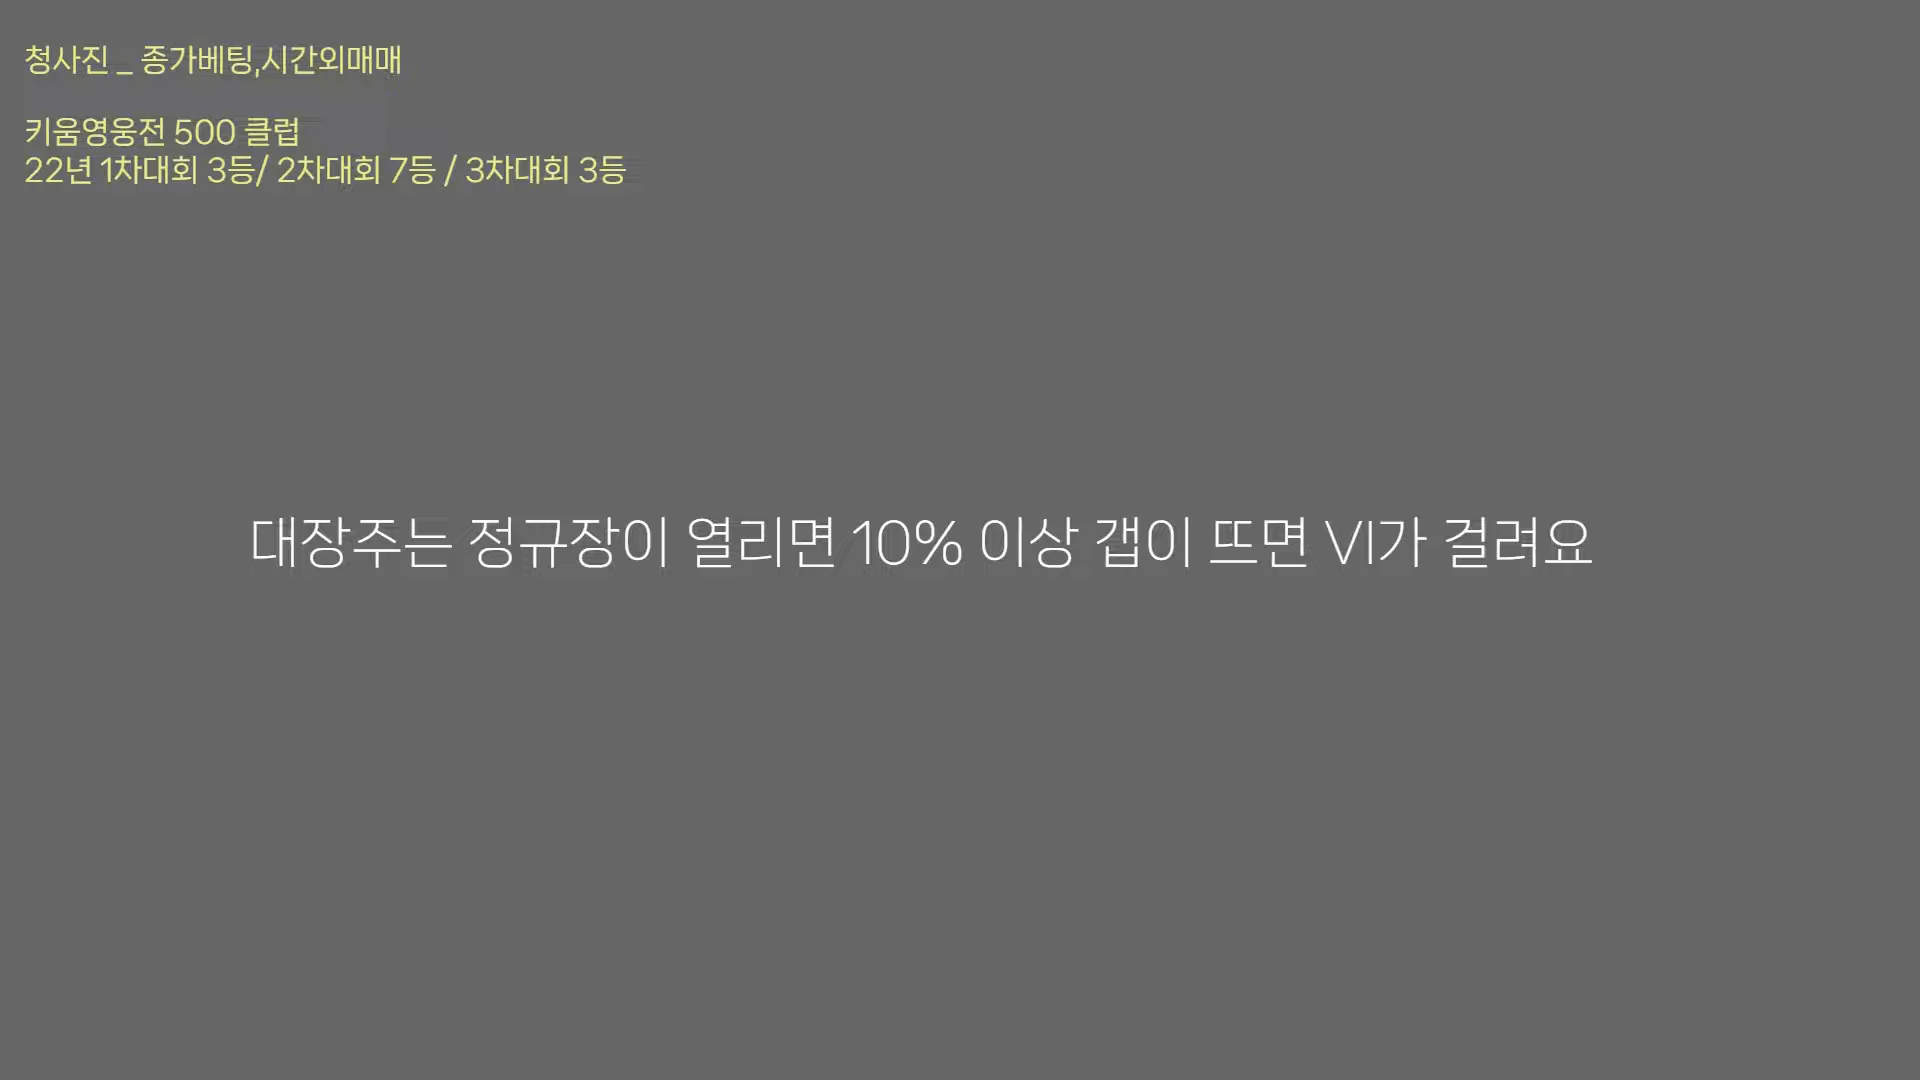 청사진 _ 종가베팅,시간외매매
키움영웅전 500 클럽
22년 1차대회 3등/ 2차대회 7등 / 3차대회 3등
대장주는 정규장이 열리면 10% 이상 갭이 뜨면 VI가 걸려요